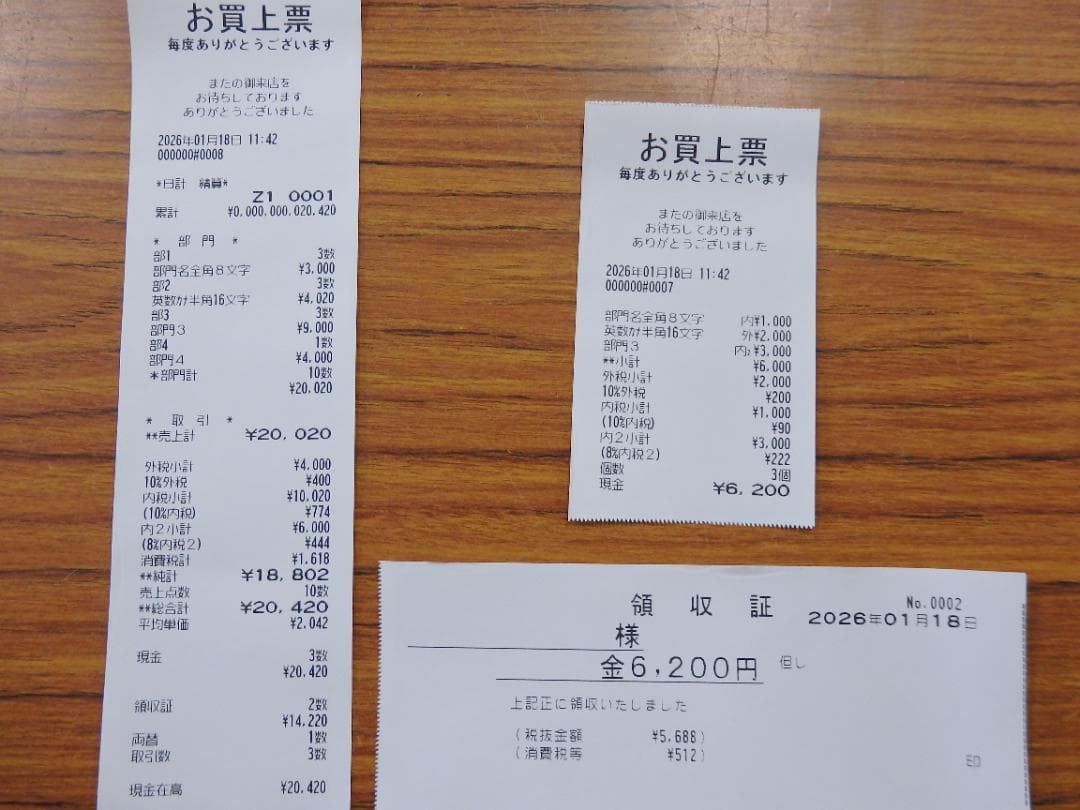 お買上票
毎度ありがとうございます
またの御来店を
お待ちしております
ありがとうございました
2026年01月18日 11:42
000000#0008
*日計 精算*
Z1 0001
累計 ¥0,000,000,020,420
* 部 門 *
部1 3数
部門名全角8文字 ¥3,000
部2 3数
英数ｶﾅ半角16文字 ¥4,020
部3 3数
部門3 ¥9,000
部4 1数
部門4 ¥4,000
*部門計 10数
¥20,020
* 取 引 *
**売上計 ¥20,020
外税小計 ¥4,000
10%外税 ¥400
内税小計 ¥10,020
(10%内税) ¥774
内2小計 ¥6,000
(8%内税2) ¥444
消費税計 ¥1,618
**純計 ¥18,802
売上点数 10数
**総合計 ¥20,420
平均単価 ¥2,042
現金 3数
¥20,420
領収証 2数
¥14,220
両替 1数
取引数 3数
現金在高 ¥20,420
お買上票
毎度ありがとうございます
またの御来店を
お待ちしております
ありがとうございました
2026年01月18日 11:42
000000#0007
部門名全角8文字 内¥1,000
英数ｶﾅ半角16文字 外¥2,000
部門3 内2¥3,000
**小計 ¥6,000
外税小計 ¥2,000
10%外税 ¥200
内税小計 ¥1,000
(10%内税) ¥90
内2小計 ¥3,000
(8%内税2) ¥222
個数 3個
現金 ¥6,200
領 収 証 No.0002
2026年01月18日
様
金6,200円 但し
上記正に領収いたしました
(税抜金額 ¥5,688)
(消費税等 ¥512)
印